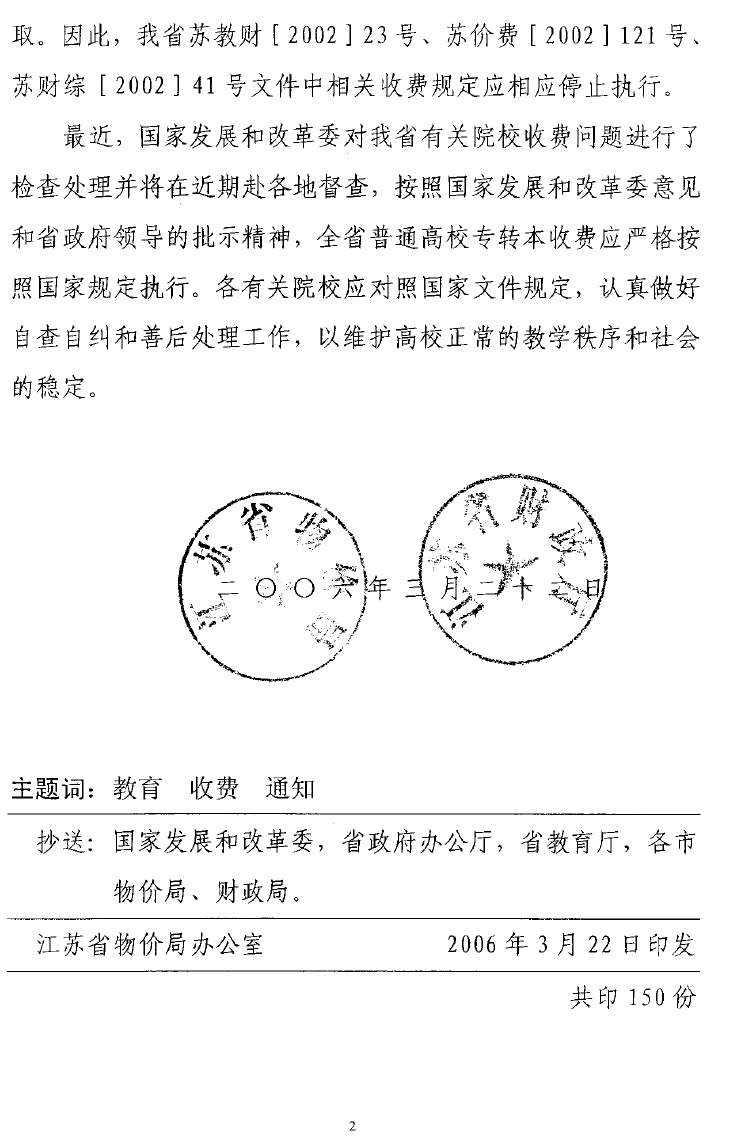 取。因此，我省苏教财［2002］23号、苏价费［2002］121号、
苏财综［2002］41号文件中相关收费规定应相应停止执行。
最近，国家发展和改革委对我省有关院校收费问题进行了
检查处理并将在近期赴各地督查，按照国家发展和改革委意见
和省政府领导的批示精神，全省普通高校专转本收费应严格按
照国家规定执行。各有关院校应对照国家文件规定，认真做好
自查自纠和善后处理工作，以维护高校正常的教学秩序和社会
的稳定。
江苏省物价局
江苏省财政厅
二〇〇六年三月二十二日
主题词：教育　收费　通知
抄送：国家发展和改革委，省政府办公厅，省教育厅，各市
物价局、财政局。
江苏省物价局办公室　2006年3月22日印发
共印150份
2